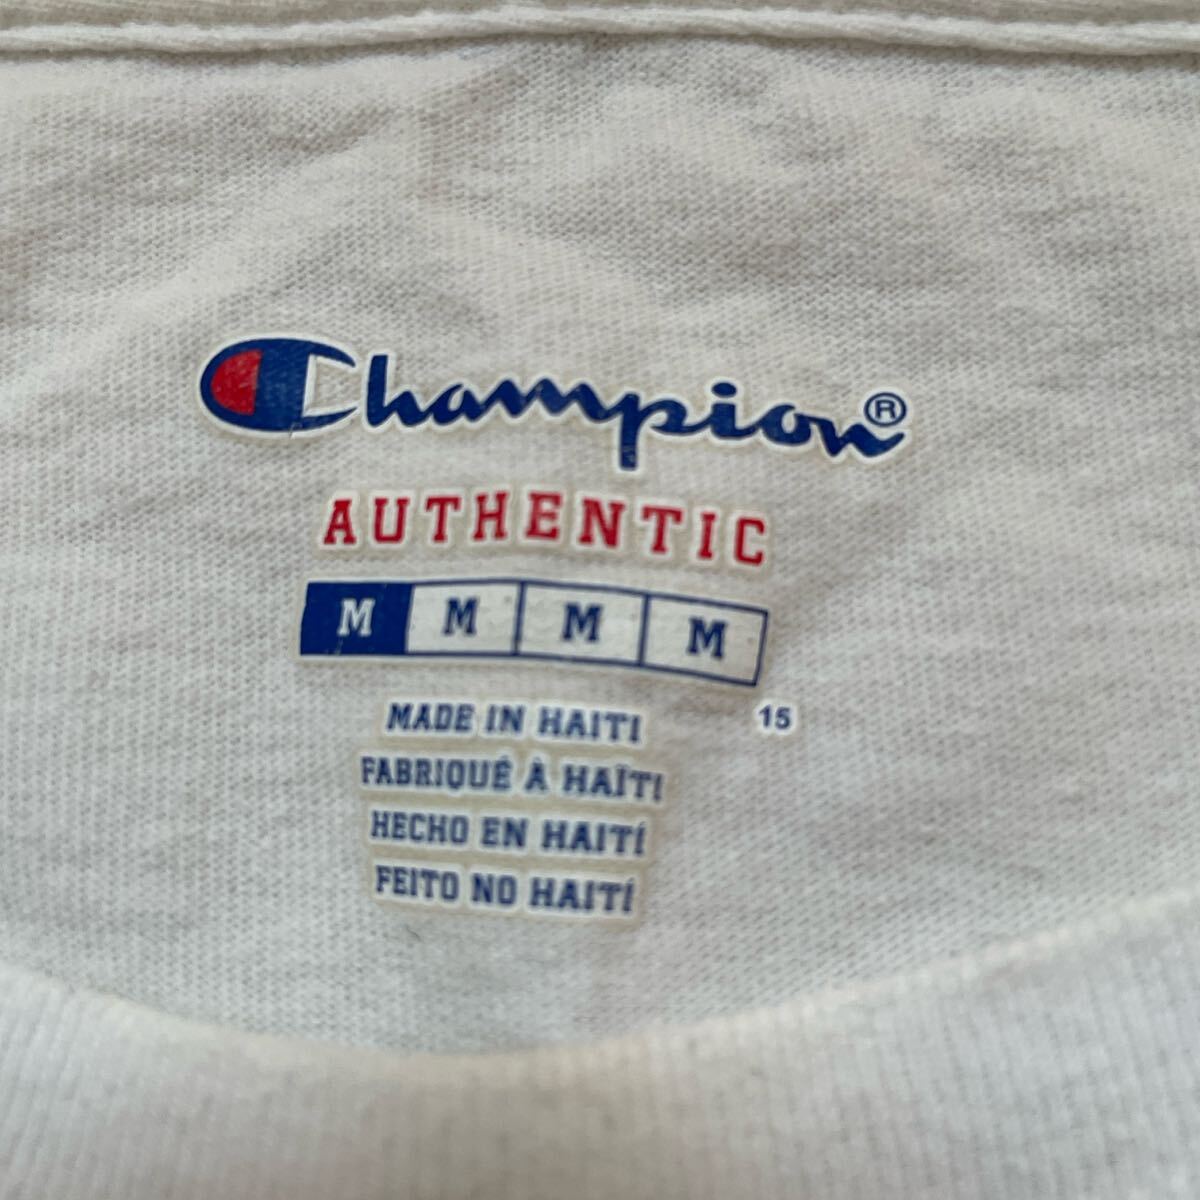 Champion®
AUTHENTIC
M M M M
MADE IN HAITI 15
FABRIQUÉ À HAÏTI
HECHO EN HAITÍ
FEITO NO HAITÍ